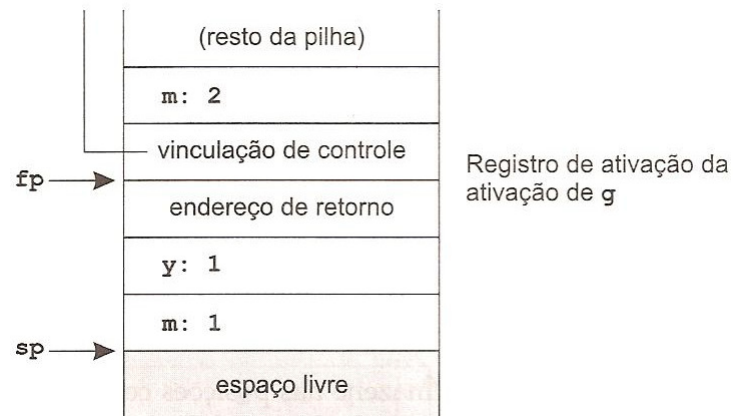 (resto da pilha)
m: 2
vinculação de controle
Registro de ativação da
ativação de g
fp
endereço de retorno
y: 1
m: 1
sp
espaço livre